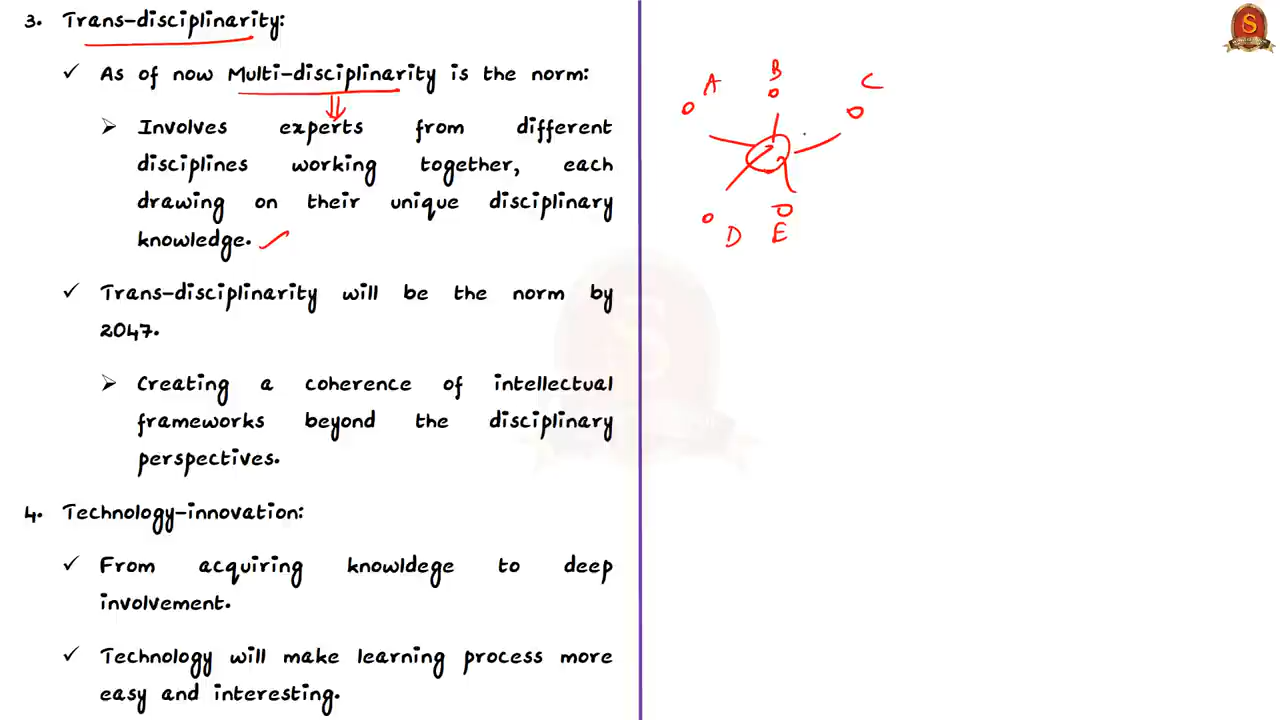 3. Trans-disciplinarity:
✓ As of now Multi-disciplinarity is the norm:
➢ Involves experts from different
disciplines working together, each
drawing on their unique disciplinary
knowledge.
✓ Trans-disciplinarity will be the norm by
2047.
➢ Creating a coherence of intellectual
frameworks beyond the disciplinary
perspectives.
4. Technology-innovation:
✓ From acquiring knowldege to deep
involvement.
✓ Technology will make learning process more
easy and interesting.
A B C
D E
S